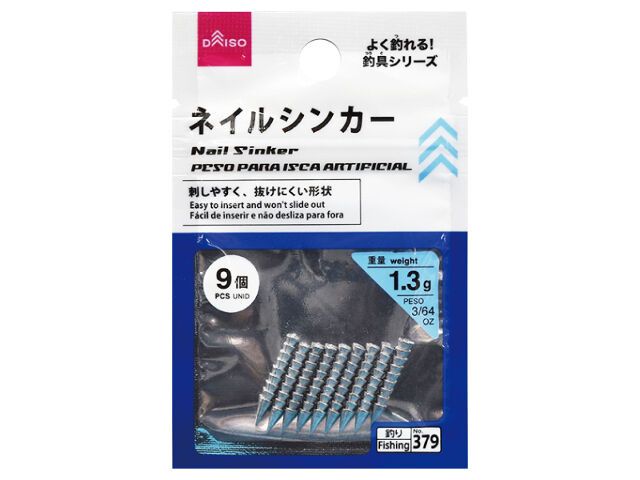 DAISO
よく釣れる!
釣具シリーズ
ネイルシンカー
Nail Sinker
PESO PARA ISCA ARTIFICIAL
刺しやすく、抜けにくい形状
Easy to insert and won't slide out
Fácil de inserir e não desliza para fora
9個
PCS UNID
重量 weight
1.3g
PESO
3/64
OZ
釣り
Fishing
No.
379